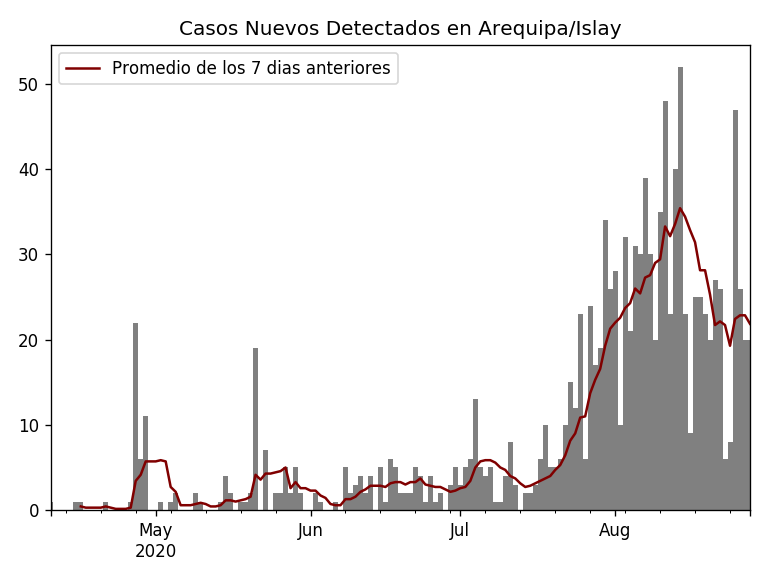 Casos Nuevos Detectados en Arequipa/Islay
Promedio de los 7 dias anteriores
50
40
30
20
10
0
May Jun Jul Aug
2020